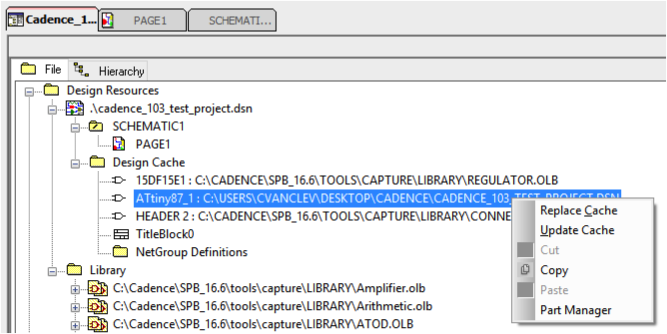 Cadence_1... PAGE1 SCHEMATI...
File Hierarchy
Design Resources
.\cadence_103_test_project.dsn
SCHEMATIC1
PAGE1
Design Cache
15DF15E1 : C:\CADENCE\SPB_16.6\TOOLS\CAPTURE\LIBRARY\REGULATOR.OLB
ATtiny87_1 : C:\USERS\CVANCLEV\DESKTOP\CADENCE\CADENCE_103_TEST_PROJECT.DSN
HEADER 2 : C:\CADENCE\SPB_16.6\TOOLS\CAPTURE\LIBRARY\CONNE
TitleBlock0
NetGroup Definitions
Library
C:\Cadence\SPB_16.6\tools\capture\LIBRARY\Amplifier.olb
C:\Cadence\SPB_16.6\tools\capture\LIBRARY\Arithmetic.olb
C:\Cadence\SPB_16.6\tools\capture\LIBRARY\ATOD.OLB
Replace Cache
Update Cache
Cut
Copy
Paste
Part Manager